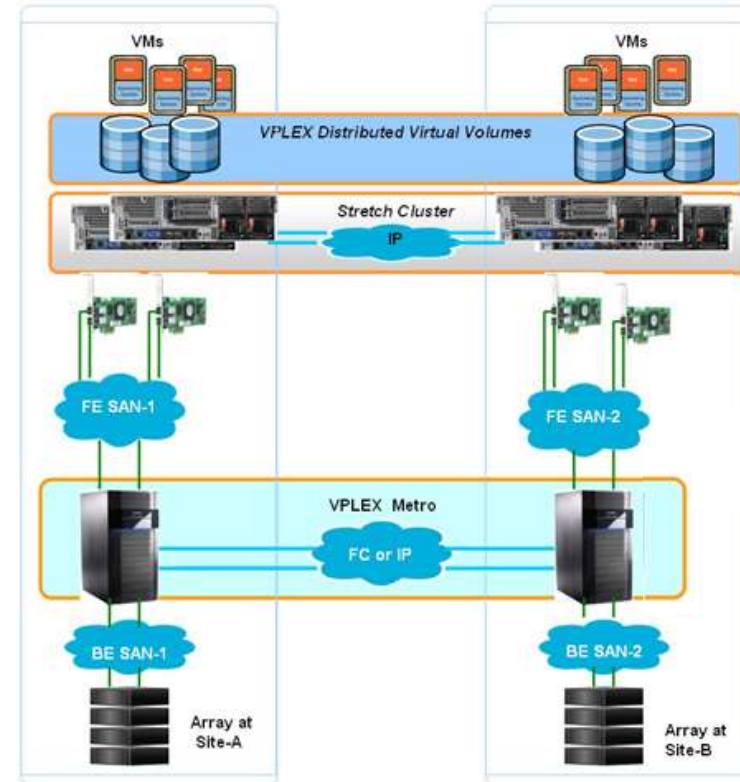 VMs
VMs
VPLEX Distributed Virtual Volumes
Stretch Cluster
IP
FE SAN-1
FE SAN-2
VPLEX Metro
FC or IP
BE SAN-1
BE SAN-2
Array at
Site-A
Array at
Site-B